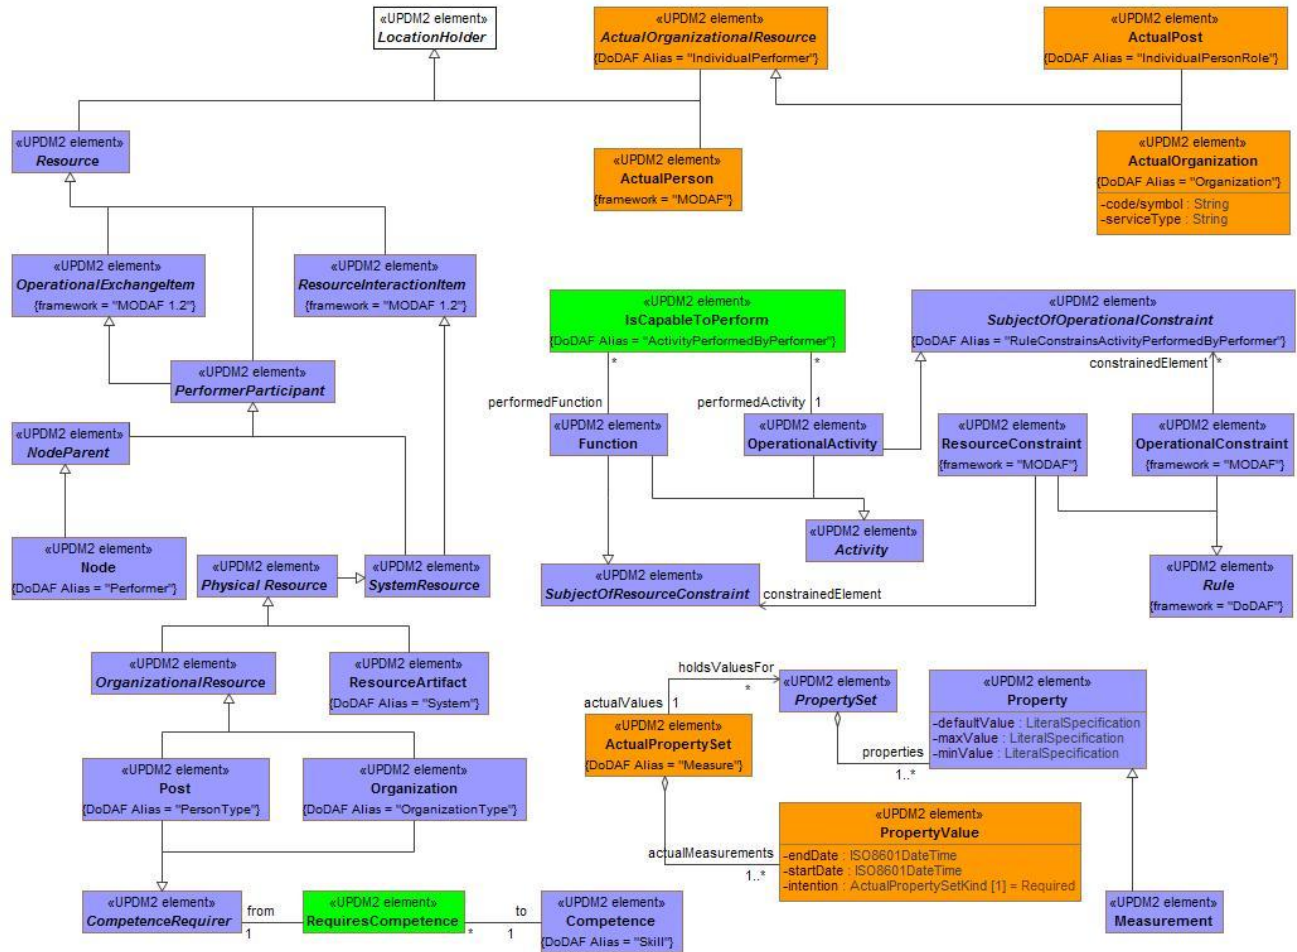 «UPDM2 element»
LocationHolder
«UPDM2 element»
ActualOrganizationalResource
{DoDAF Alias = "IndividualPerformer"}
«UPDM2 element»
ActualPost
{DoDAF Alias = "IndividualPersonRole"}
«UPDM2 element»
Resource
«UPDM2 element»
ActualPerson
{framework = "MODAF"}
«UPDM2 element»
ActualOrganization
{DoDAF Alias = "Organization"}
-code/symbol : String
-serviceType : String
«UPDM2 element»
OperationalExchangeItem
{framework = "MODAF 1.2"}
«UPDM2 element»
ResourceInteractionItem
{framework = "MODAF 1.2"}
«UPDM2 element»
IsCapableToPerform
{DoDAF Alias = "ActivityPerformedByPerformer"}
«UPDM2 element»
SubjectOfOperationalConstraint
{DoDAF Alias = "RuleConstrainsActivityPerformedByPerformer"}
*
*
constrainedElement
*
«UPDM2 element»
PerformerParticipant
performedFunction
performedActivity
1
«UPDM2 element»
NodeParent
«UPDM2 element»
Function
«UPDM2 element»
OperationalActivity
«UPDM2 element»
ResourceConstraint
{framework = "MODAF"}
«UPDM2 element»
OperationalConstraint
{framework = "MODAF"}
«UPDM2 element»
Activity
«UPDM2 element»
Node
{DoDAF Alias = "Performer"}
«UPDM2 element»
Physical Resource
«UPDM2 element»
SystemResource
«UPDM2 element»
SubjectOfResourceConstraint
constrainedElement
«UPDM2 element»
Rule
{framework = "DoDAF"}
«UPDM2 element»
OrganizationalResource
«UPDM2 element»
ResourceArtifact
{DoDAF Alias = "System"}
holdsValuesFor
*
actualValues
1
«UPDM2 element»
PropertySet
«UPDM2 element»
Property
-defaultValue : LiteralSpecification
-maxValue : LiteralSpecification
-minValue : LiteralSpecification
«UPDM2 element»
ActualPropertySet
{DoDAF Alias = "Measure"}
properties
1..*
«UPDM2 element»
Post
{DoDAF Alias = "PersonType"}
«UPDM2 element»
Organization
{DoDAF Alias = "OrganizationType"}
«UPDM2 element»
PropertyValue
-endDate : ISO8601DateTime
-startDate : ISO8601DateTime
-intention : ActualPropertySetKind [1] = Required
actualMeasurements
1..*
«UPDM2 element»
CompetenceRequirer
from
1
«UPDM2 element»
RequiresCompetence
*
to
1
«UPDM2 element»
Competence
{DoDAF Alias = "Skill"}
«UPDM2 element»
Measurement